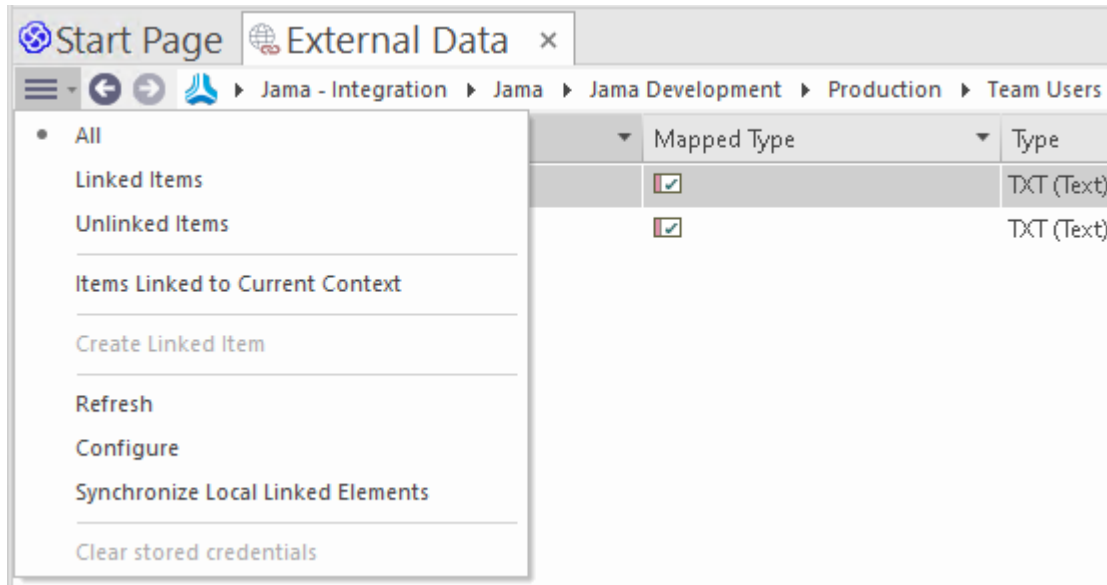 Start Page External Data ×
Jama - Integration Jama Jama Development Production Team Users
All Mapped Type Type
Linked Items TXT (Text)
Unlinked Items TXT (Text)
Items Linked to Current Context
Create Linked Item
Refresh
Configure
Synchronize Local Linked Elements
Clear stored credentials